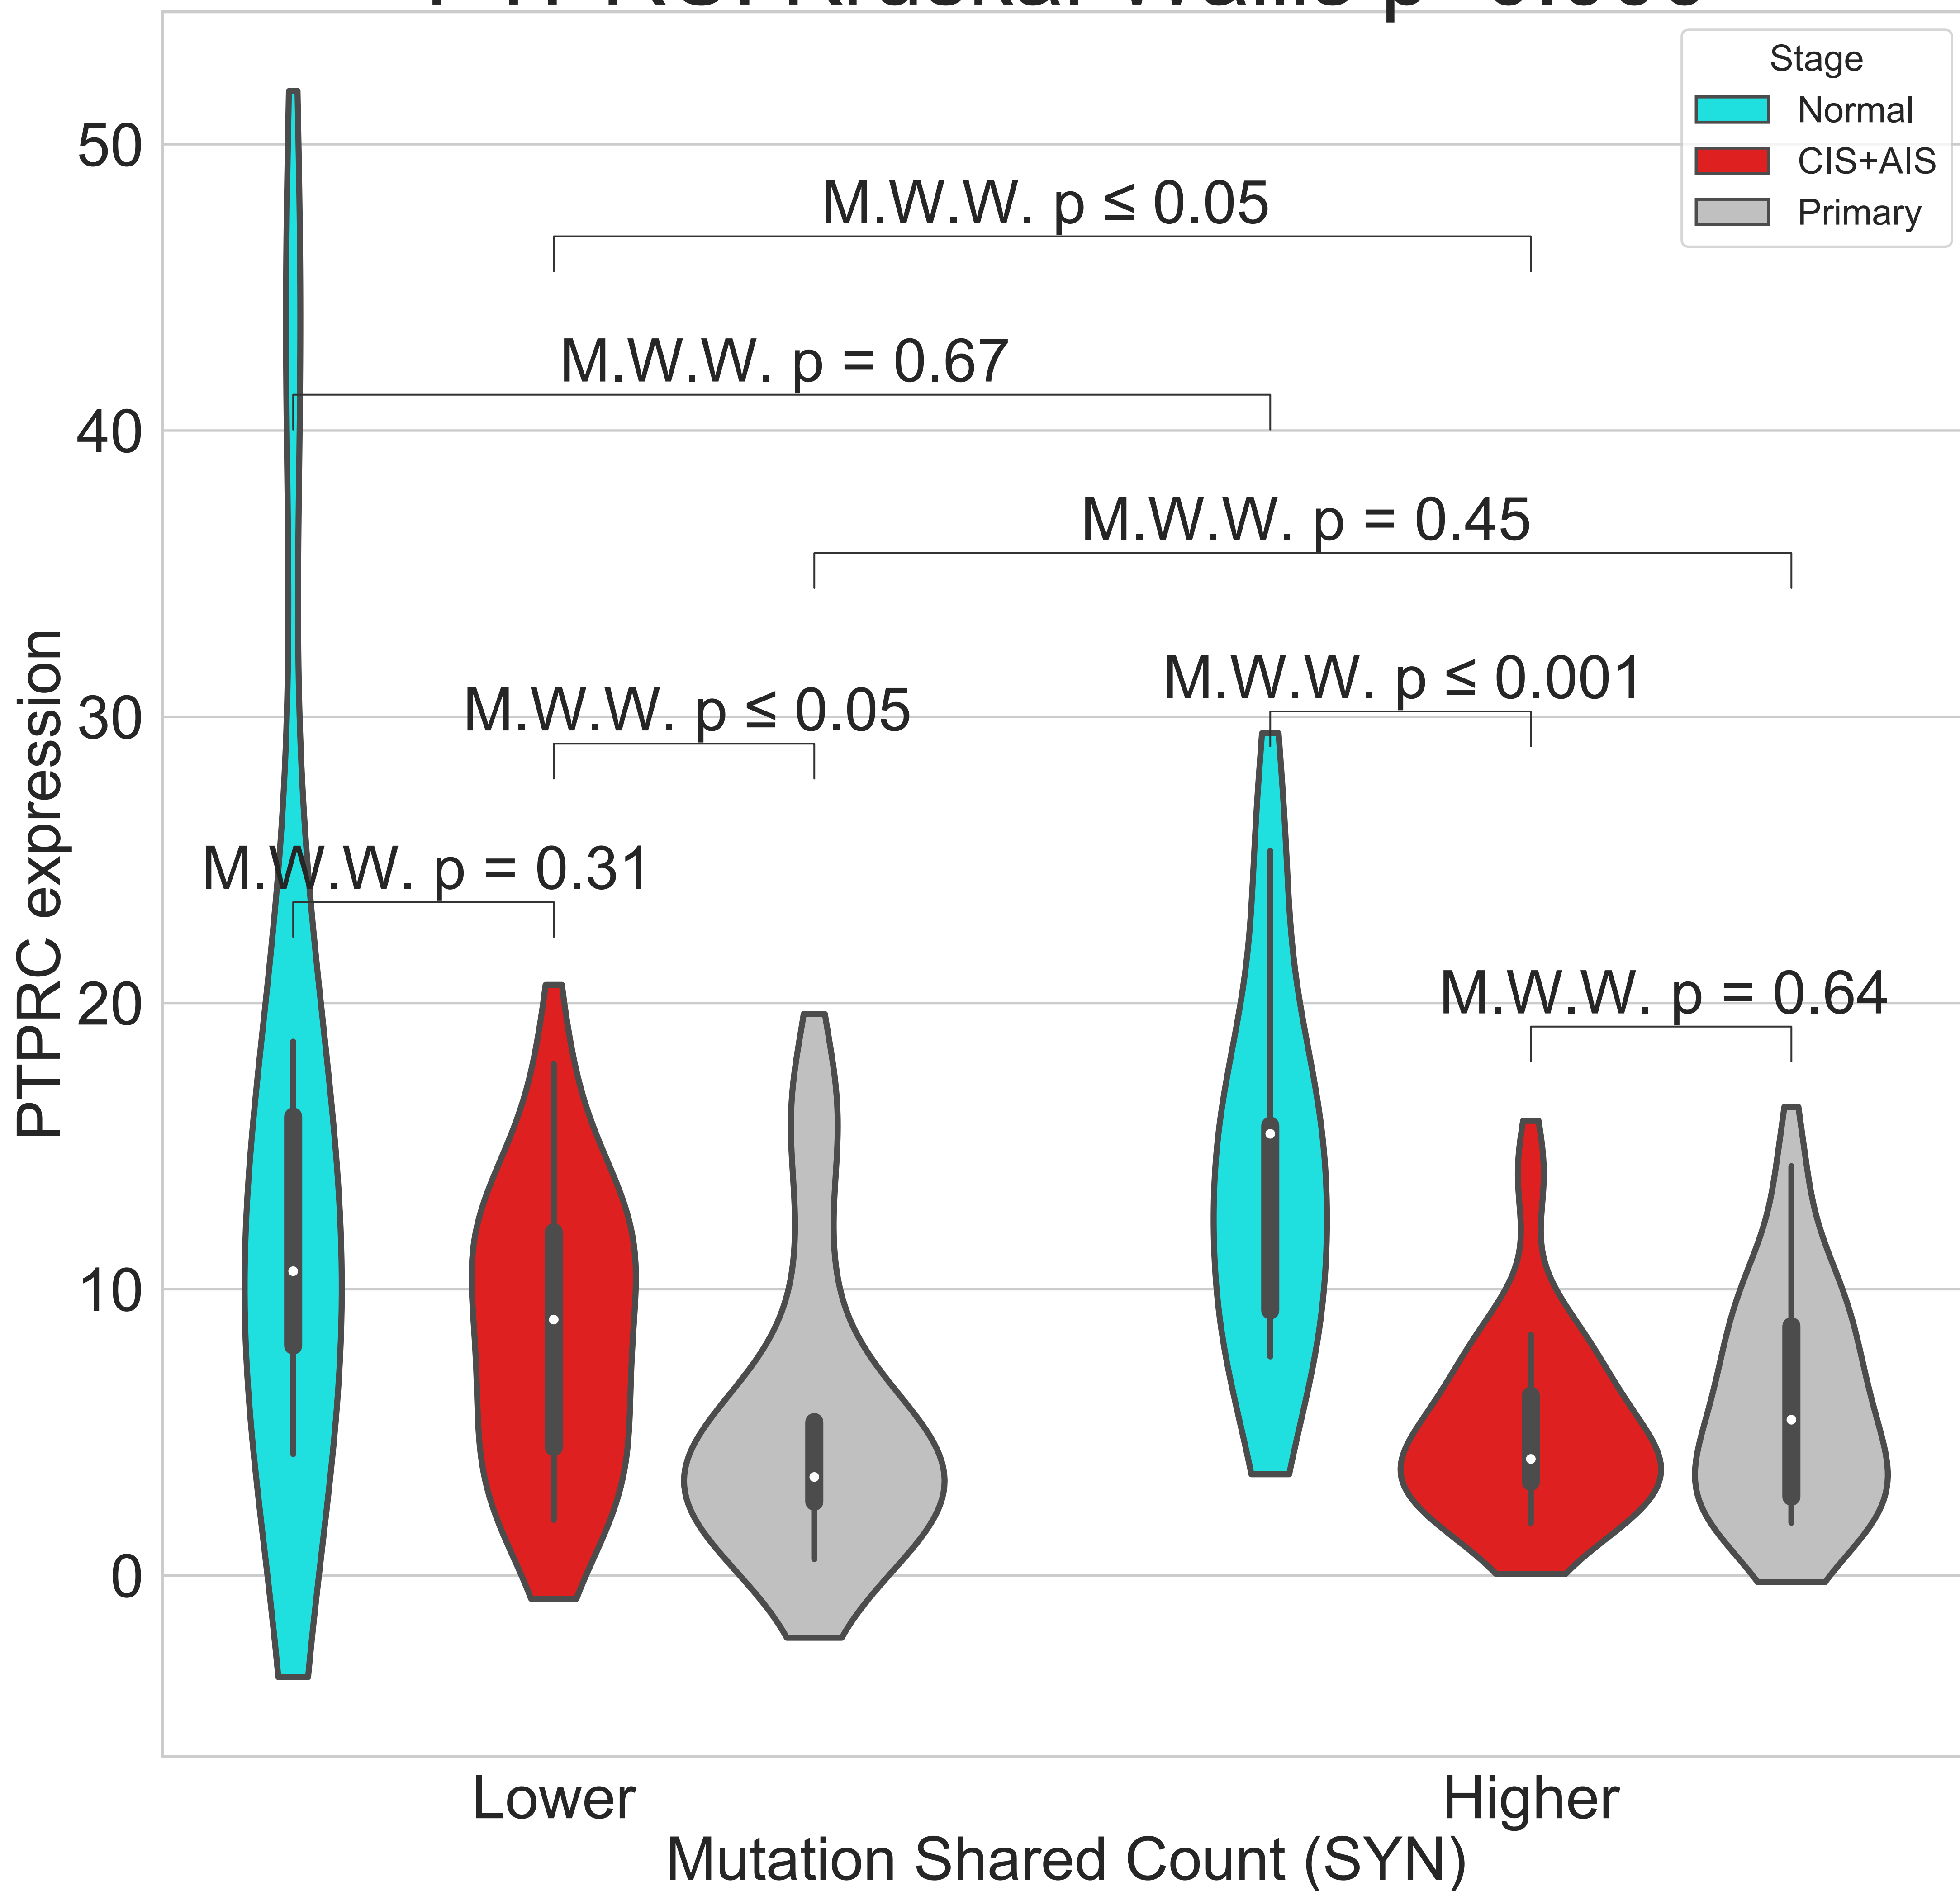 Stage
Normal
CIS+AIS
Primary
50
40
30
20
10
0
PTPRC expression
M.W.W. p ≤ 0.05
M.W.W. p = 0.67
M.W.W. p = 0.45
M.W.W. p ≤ 0.001
M.W.W. p ≤ 0.05
M.W.W. p = 0.31
M.W.W. p = 0.64
Lower
Higher
Mutation Shared Count (SYN)